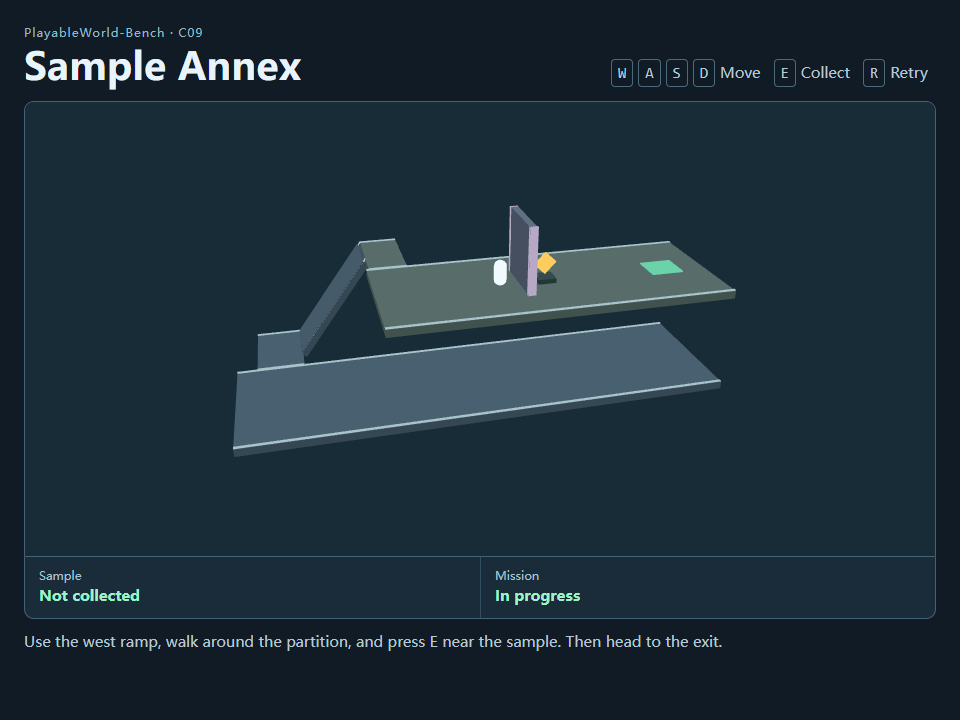 PlayableWorld-Bench · C09
Sample Annex
W A S D Move E Collect R Retry
Sample
Not collected
Mission
In progress
Use the west ramp, walk around the partition, and press E near the sample. Then head to the exit.